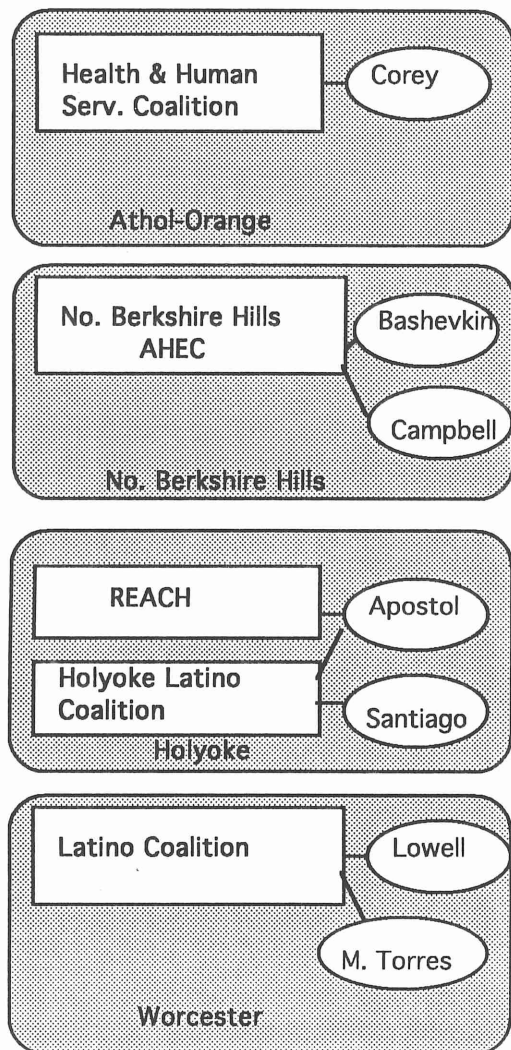 Health & Human
Serv. Coalition
Corey
Athol-Orange
No. Berkshire Hills
AHEC
Bashevkin
Campbell
No. Berkshire Hills
REACH
Apostol
Holyoke Latino
Coalition
Santiago
Holyoke
Latino Coalition
Lowell
M. Torres
Worcester